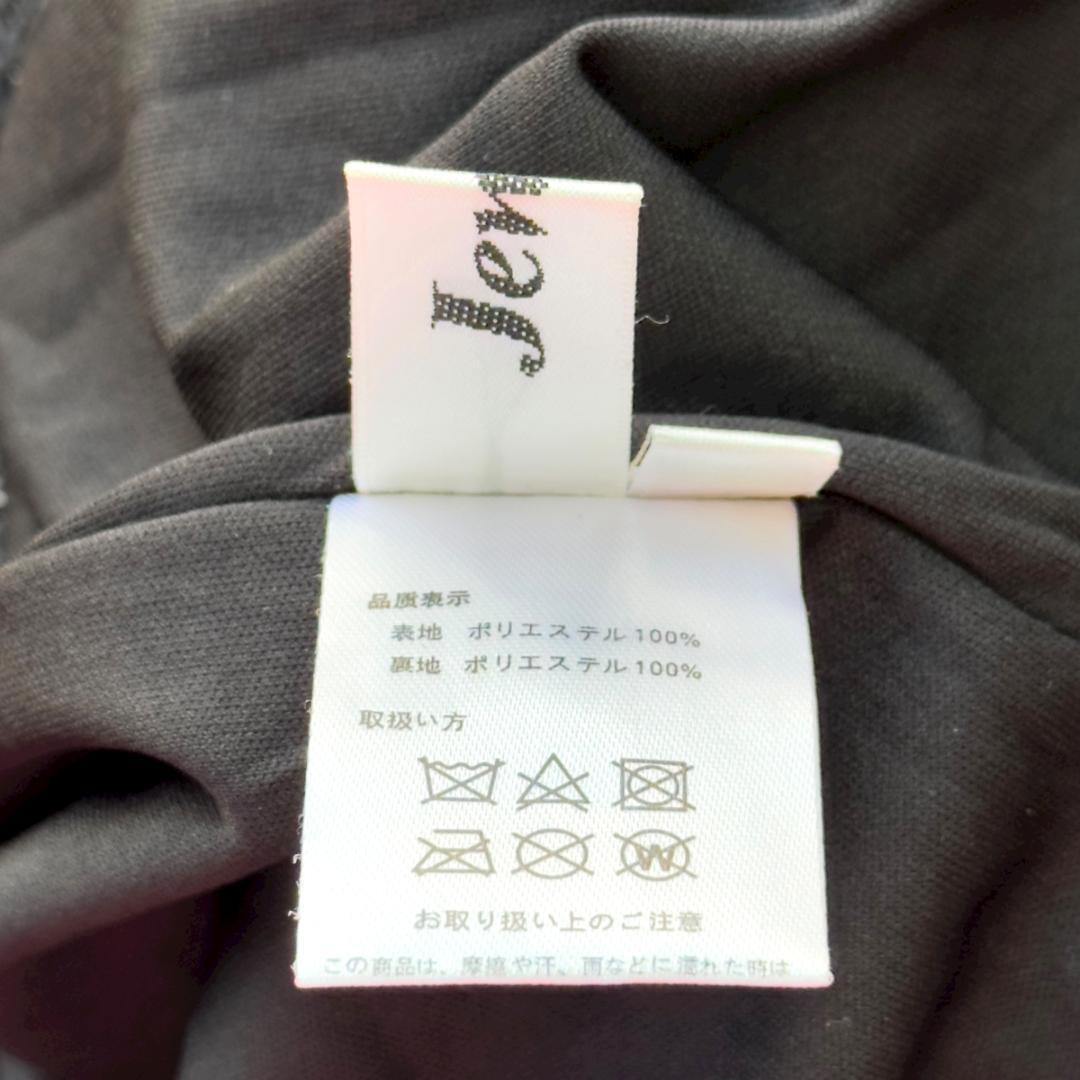 Jen
品質表示
表地 ポリエステル100%
裏地 ポリエステル100%
取扱い方
W
お取り扱い上のご注意
この商品は、摩擦や汗、雨などに濡れた時は